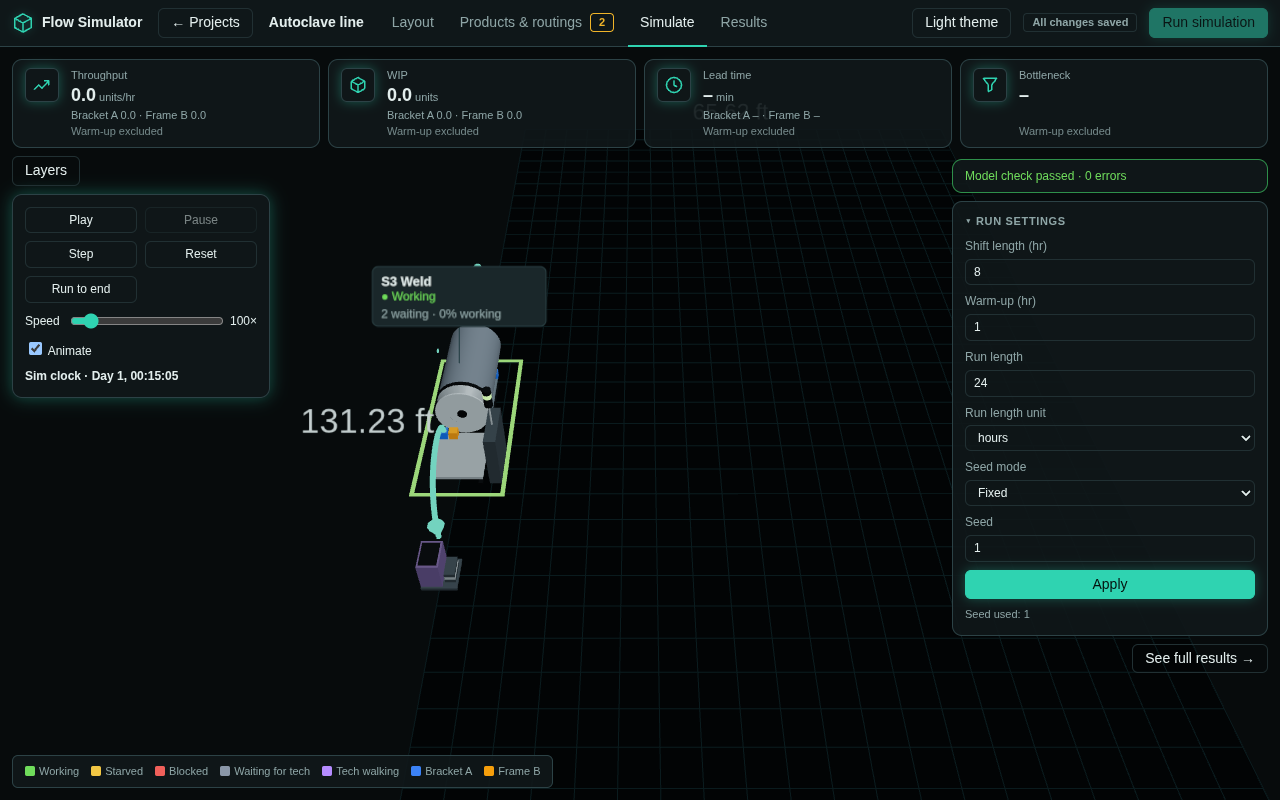 Flow Simulator
← Projects
Autoclave line
Layout
Products & routings 2
Simulate
Results
Light theme
All changes saved
Run simulation
Throughput
0.0 units/hr
Bracket A 0.0 · Frame B 0.0
Warm-up excluded
WIP
0.0 units
Bracket A 0.0 · Frame B 0.0
Warm-up excluded
Lead time
– min
Bracket A – · Frame B –
Warm-up excluded
Bottleneck
–
Warm-up excluded
Layers
Play
Pause
Step
Reset
Run to end
Speed 100×
Animate
Sim clock · Day 1, 00:15:05
S3 Weld
● Working
2 waiting · 0% working
131.23 ft
Model check passed · 0 errors
▾ RUN SETTINGS
Shift length (hr)
8
Warm-up (hr)
1
Run length
24
Run length unit
hours
Seed mode
Fixed
Seed
1
Apply
Seed used: 1
See full results →
Working
Starved
Blocked
Waiting for tech
Tech walking
Bracket A
Frame B